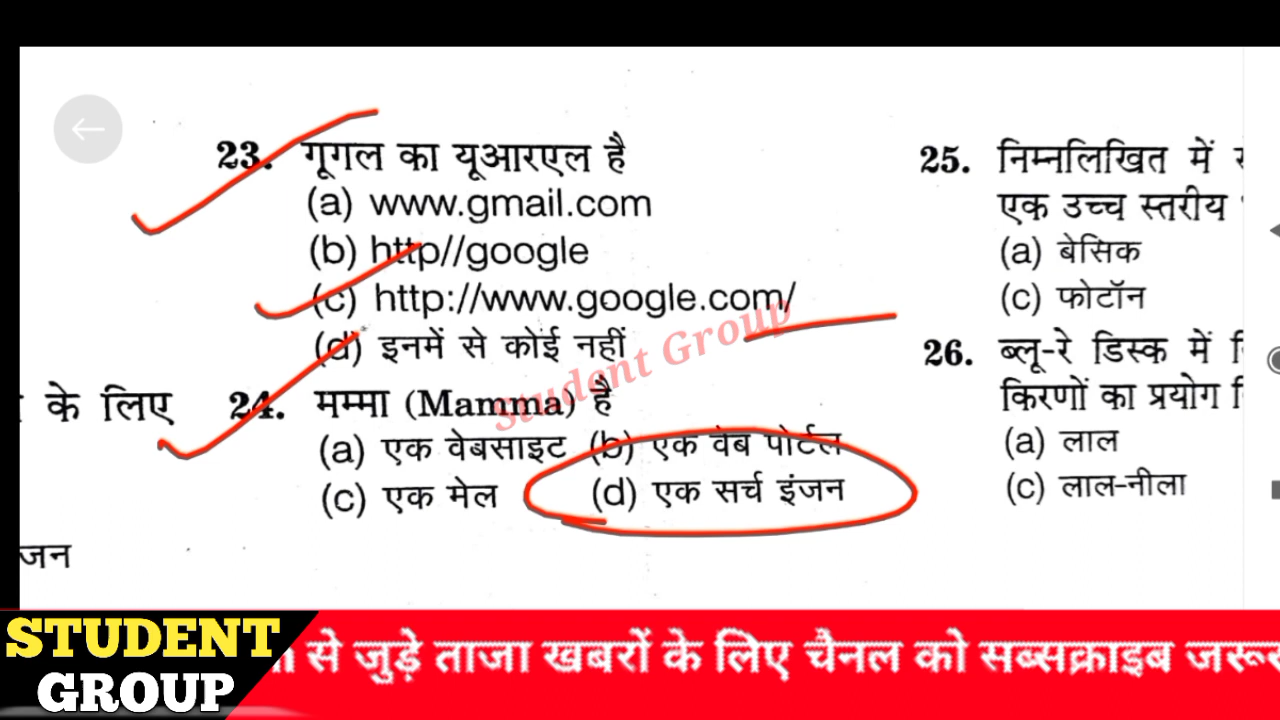 23. गूगल का यूआरएल है
(a) www.gmail.com
(b) http//google
(c) http://www.google.com/
(d) इनमें से कोई नहीं
के लिए
24. मम्मा (Mamma) है
(a) एक वेबसाइट (b) एक वेब पोर्टल
(c) एक मेल (d) एक सर्च इंजन
जन
25. निम्नलिखित में
एक उच्च स्तरीय
(a) बेसिक
(c) फोटॉन
26. ब्लू-रे डिस्क में
किरणों का प्रयोग
(a) लाल
(c) लाल-नीला
Student Group
STUDENT
GROUP
से जुड़े ताजा खबरों के लिए चैनल को सब्सक्राइब